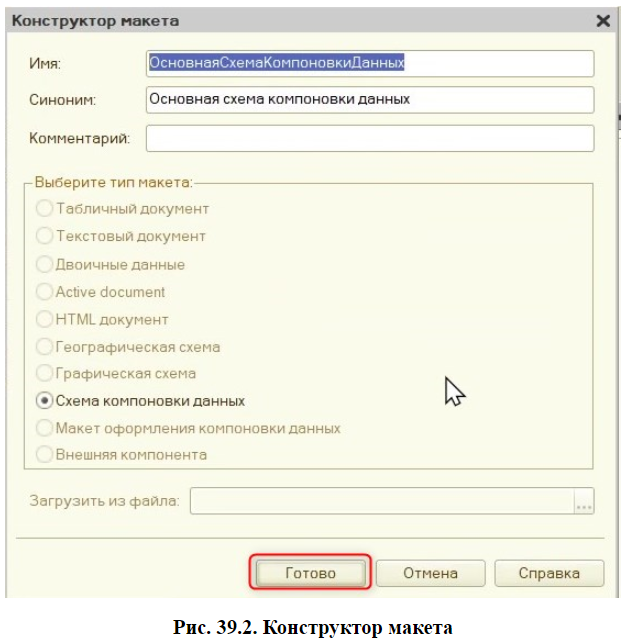 Конструктор макета
Имя: ОсновнаяСхемаКомпоновкиДанных
Синоним: Основная схема компоновки данных
Комментарий:
Выберите тип макета:
Табличный документ
Текстовый документ
Двоичные данные
Active document
HTML документ
Географическая схема
Графическая схема
Схема компоновки данных
Макет оформления компоновки данных
Внешняя компонента
Загрузить из файла: ...
Готово Отмена Справка
Рис. 39.2. Конструктор макета